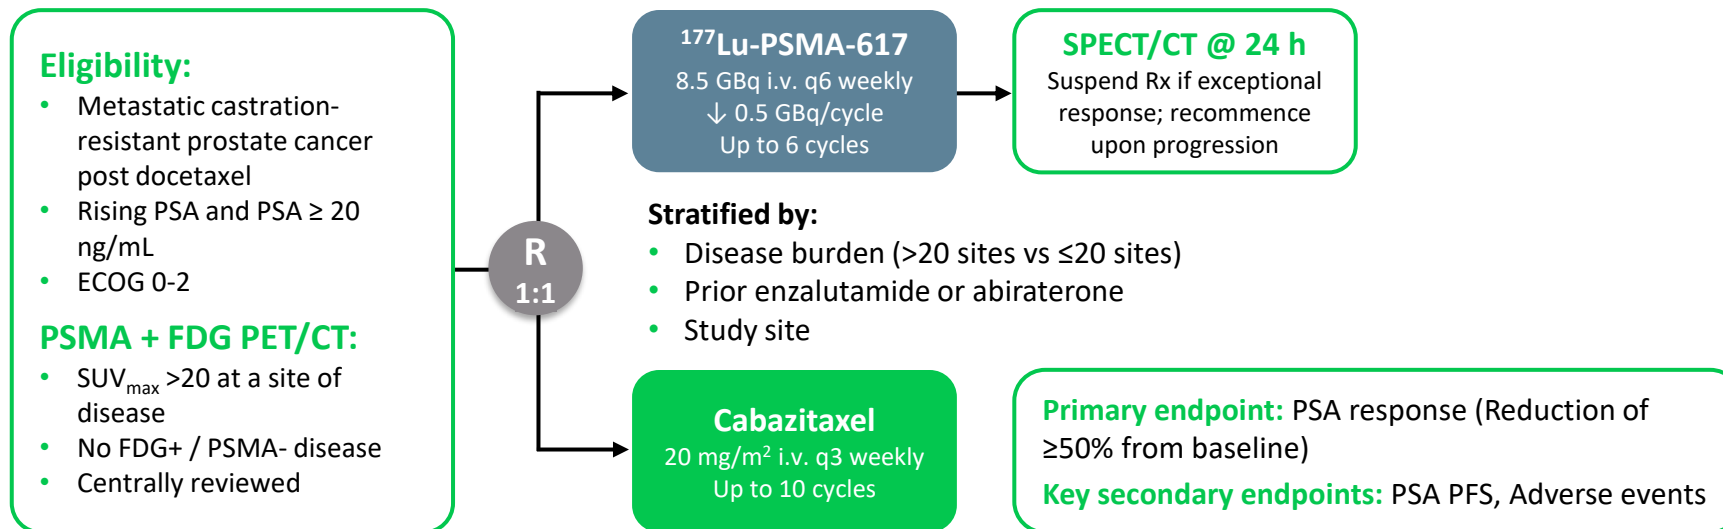 Eligibility:
• Metastatic castration-
resistant prostate cancer
post docetaxel
• Rising PSA and PSA ≥ 20
ng/mL
• ECOG 0-2
PSMA + FDG PET/CT:
• SUVmax >20 at a site of
disease
• No FDG+ / PSMA- disease
• Centrally reviewed
R
1:1
¹⁷⁷Lu-PSMA-617
8.5 GBq i.v. q6 weekly
↓ 0.5 GBq/cycle
Up to 6 cycles
SPECT/CT @ 24 h
Suspend Rx if exceptional
response; recommence
upon progression
Stratified by:
• Disease burden (>20 sites vs ≤20 sites)
• Prior enzalutamide or abiraterone
• Study site
Cabazitaxel
20 mg/m² i.v. q3 weekly
Up to 10 cycles
Primary endpoint: PSA response (Reduction of
≥50% from baseline)
Key secondary endpoints: PSA PFS, Adverse events